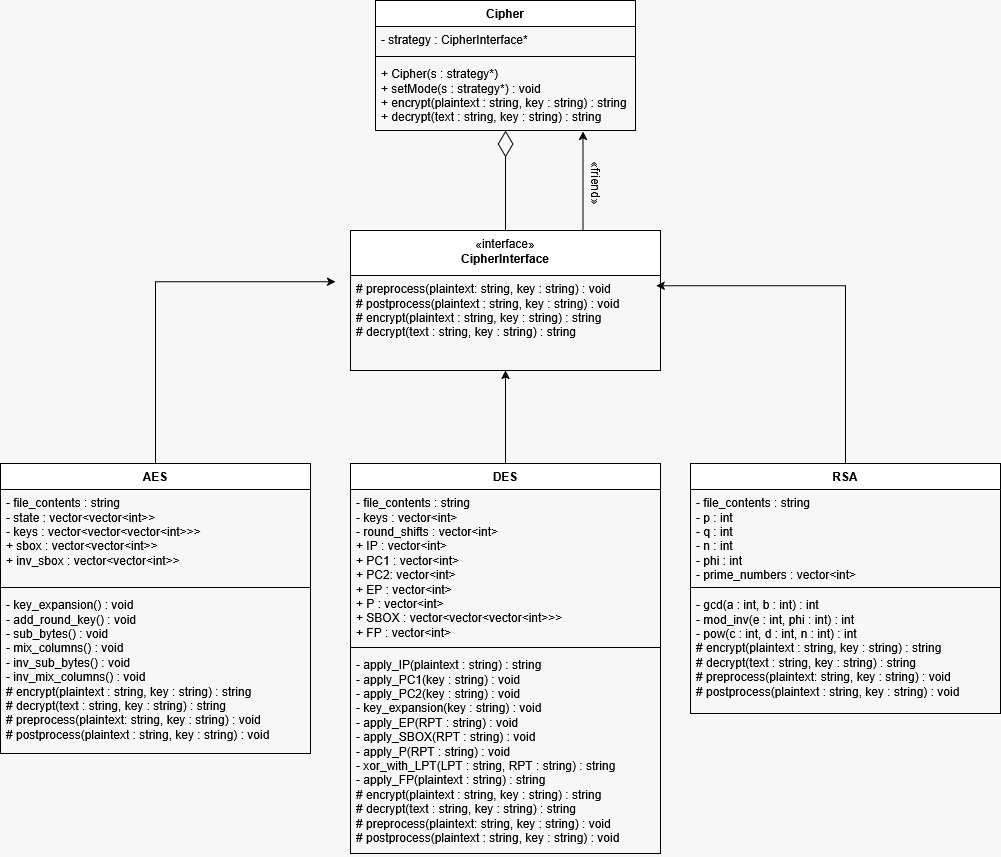 Cipher
- strategy : CipherInterface*
+ Cipher(s : strategy*)
+ setMode(s : strategy*) : void
+ encrypt(plaintext : string, key : string) : string
+ decrypt(text : string, key : string) : string
«friend»
«interface»
CipherInterface
# preprocess(plaintext: string, key : string) : void
# postprocess(plaintext : string, key : string) : void
# encrypt(plaintext : string, key : string) : string
# decrypt(text : string, key : string) : string
AES
- file_contents : string
- state : vector<vector<int>>
- keys : vector<vector<vector<int>>>
+ sbox : vector<vector<int>>
+ inv_sbox : vector<vector<int>>
- key_expansion() : void
- add_round_key() : void
- sub_bytes() : void
- mix_columns() : void
- inv_sub_bytes() : void
- inv_mix_columns() : void
# encrypt(plaintext : string, key : string) : string
# decrypt(text : string, key : string) : string
# preprocess(plaintext: string, key : string) : void
# postprocess(plaintext : string, key : string) : void
DES
- file_contents : string
- keys : vector<int>
- round_shifts : vector<int>
+ IP : vector<int>
+ PC1 : vector<int>
+ PC2: vector<int>
+ EP : vector<int>
+ P : vector<int>
+ SBOX : vector<vector<vector<int>>>
+ FP : vector<int>
- apply_IP(plaintext : string) : string
- apply_PC1(key : string) : void
- apply_PC2(key : string) : void
- key_expansion(key : string) : void
- apply_EP(RPT : string) : void
- apply_SBOX(RPT : string) : void
- apply_P(RPT : string) : void
- xor_with_LPT(LPT : string, RPT : string) : string
- apply_FP(plaintext : string) : string
# encrypt(plaintext : string, key : string) : string
# decrypt(text : string, key : string) : string
# preprocess(plaintext: string, key : string) : void
# postprocess(plaintext : string, key : string) : void
RSA
- file_contents : string
- p : int
- q : int
- n : int
- phi : int
- prime_numbers : vector<int>
- gcd(a : int, b : int) : int
- mod_inv(e : int, phi : int) : int
- pow(c : int, d : int, n : int) : int
# encrypt(plaintext : string, key : string) : string
# decrypt(text : string, key : string) : string
# preprocess(plaintext : string, key : string) : void
# postprocess(plaintext : string, key : string) : void